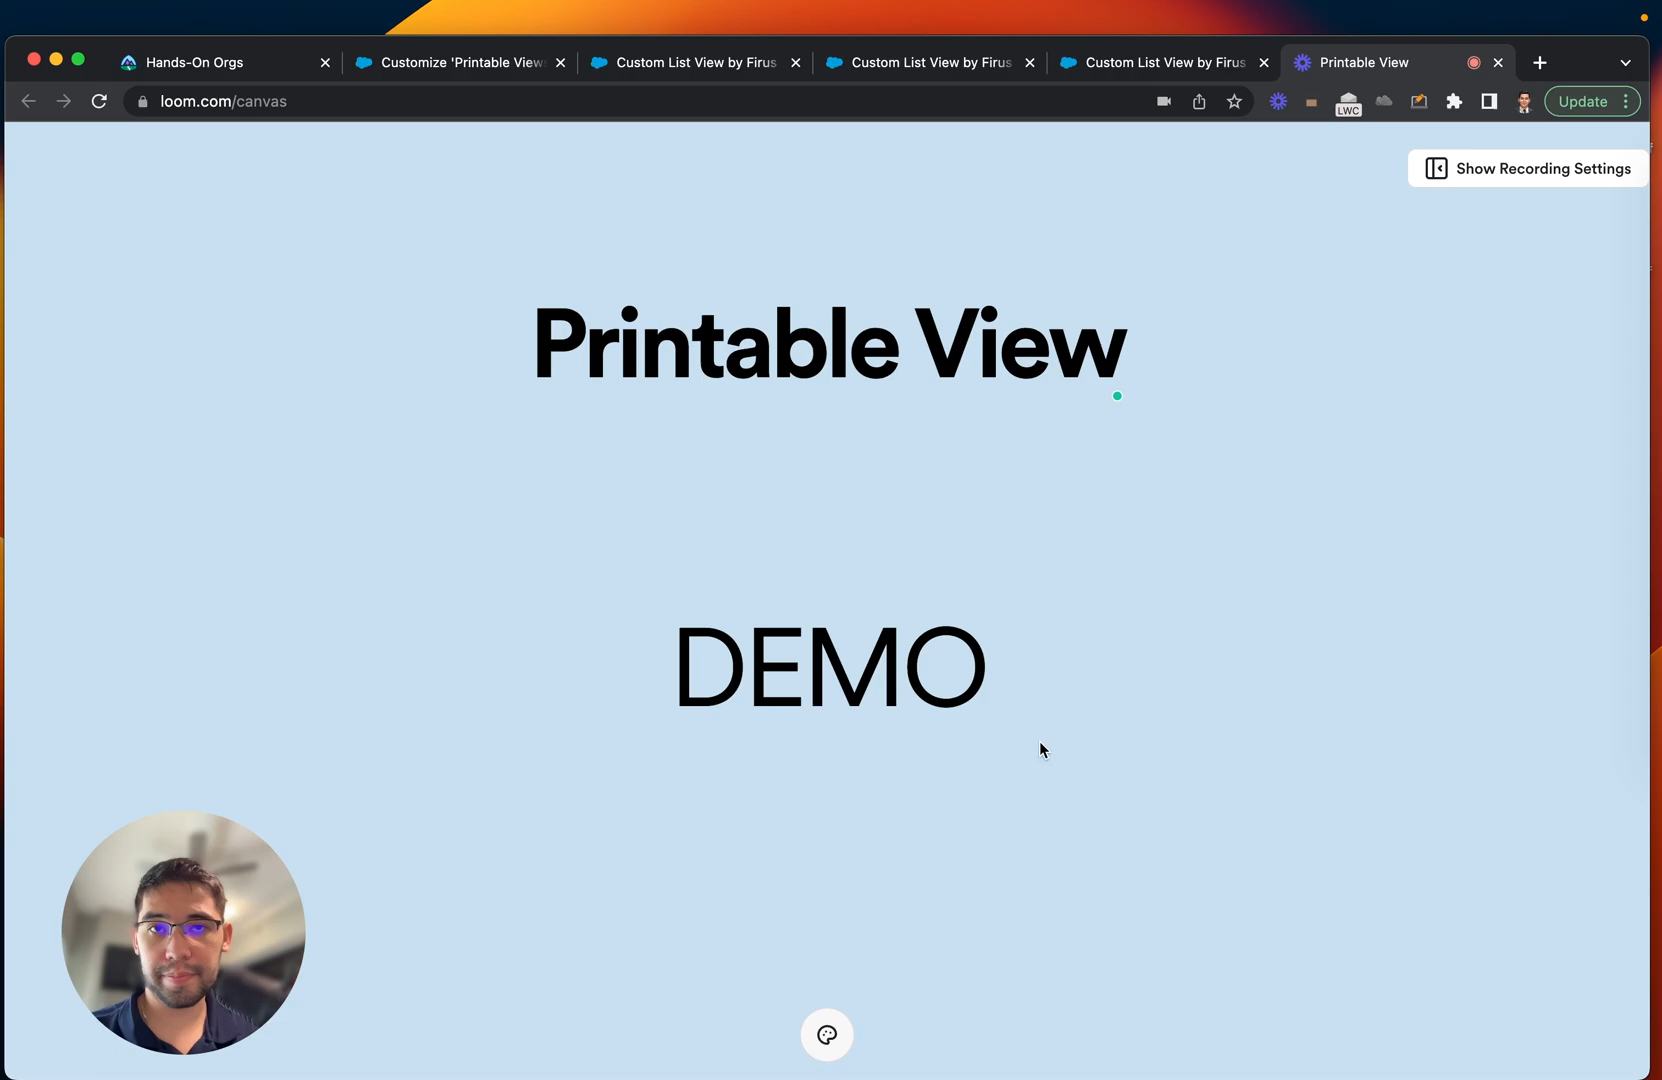 Hands-On Orgs
Customize 'Printable View
Custom List View by Firus
Custom List View by Firus
Custom List View by Firus
Printable View
loom.com/canvas
LWC
Update
Show Recording Settings
Printable View
DEMO